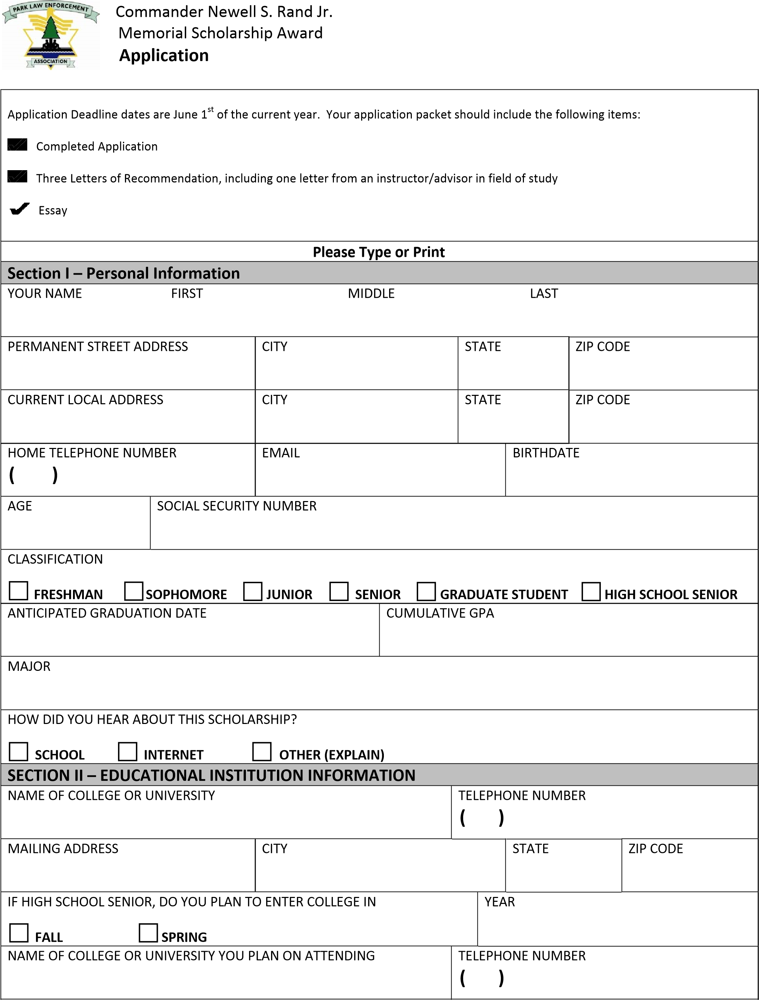 PARK LAW ENFORCEMENT
ASSOCIATION
Commander Newell S. Rand Jr.
Memorial Scholarship Award
Application
Application Deadline dates are June 1st of the current year.  Your application packet should include the following items:
Completed Application
Three Letters of Recommendation, including one letter from an instructor/advisor in field of study
Essay
Please Type or Print
Section I – Personal Information
YOUR NAME FIRST MIDDLE LAST
PERMANENT STREET ADDRESS CITY STATE ZIP CODE
CURRENT LOCAL ADDRESS CITY STATE ZIP CODE
HOME TELEPHONE NUMBER EMAIL BIRTHDATE
( )
AGE SOCIAL SECURITY NUMBER
CLASSIFICATION
FRESHMAN SOPHOMORE JUNIOR SENIOR GRADUATE STUDENT HIGH SCHOOL SENIOR
ANTICIPATED GRADUATION DATE CUMULATIVE GPA
MAJOR
HOW DID YOU HEAR ABOUT THIS SCHOLARSHIP?
SCHOOL INTERNET OTHER (EXPLAIN)
SECTION II – EDUCATIONAL INSTITUTION INFORMATION
NAME OF COLLEGE OR UNIVERSITY TELEPHONE NUMBER
( )
MAILING ADDRESS CITY STATE ZIP CODE
IF HIGH SCHOOL SENIOR, DO YOU PLAN TO ENTER COLLEGE IN YEAR
FALL SPRING
NAME OF COLLEGE OR UNIVERSITY YOU PLAN ON ATTENDING TELEPHONE NUMBER
( )